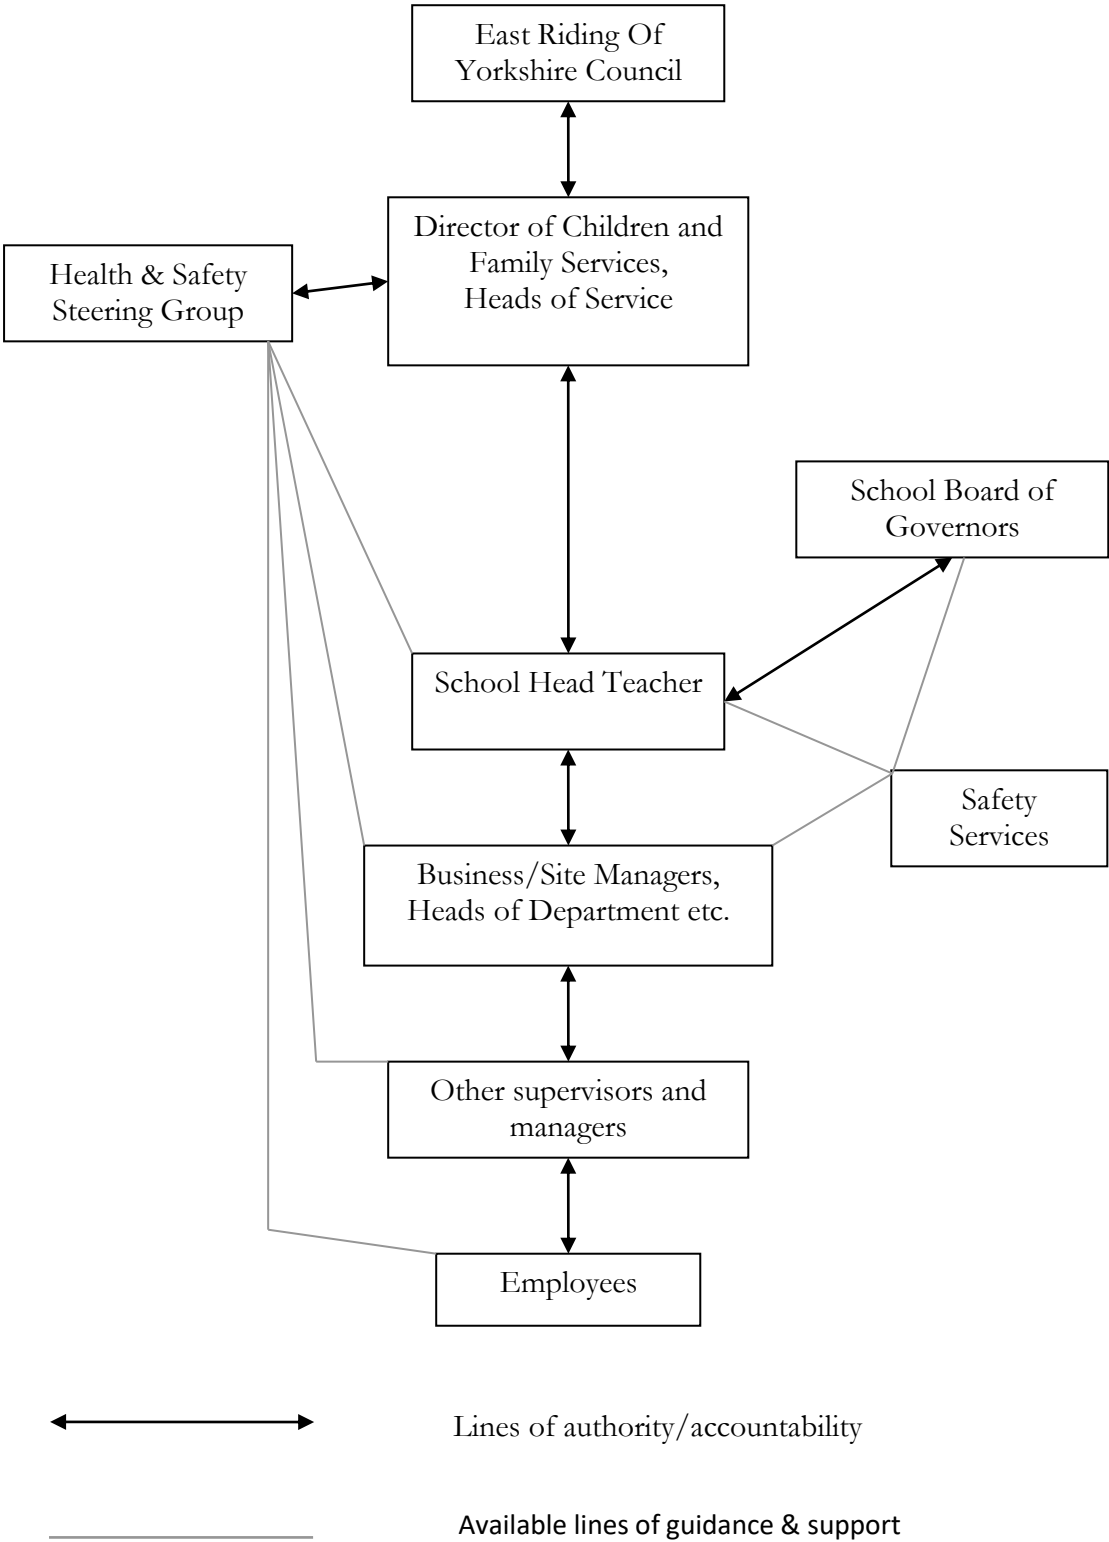 East Riding Of
Yorkshire Council
Director of Children and
Family Services,
Heads of Service
Health & Safety
Steering Group
School Board of
Governors
School Head Teacher
Safety
Services
Business/Site Managers,
Heads of Department etc.
Other supervisors and
managers
Employees
Lines of authority/accountability
Available lines of guidance & support